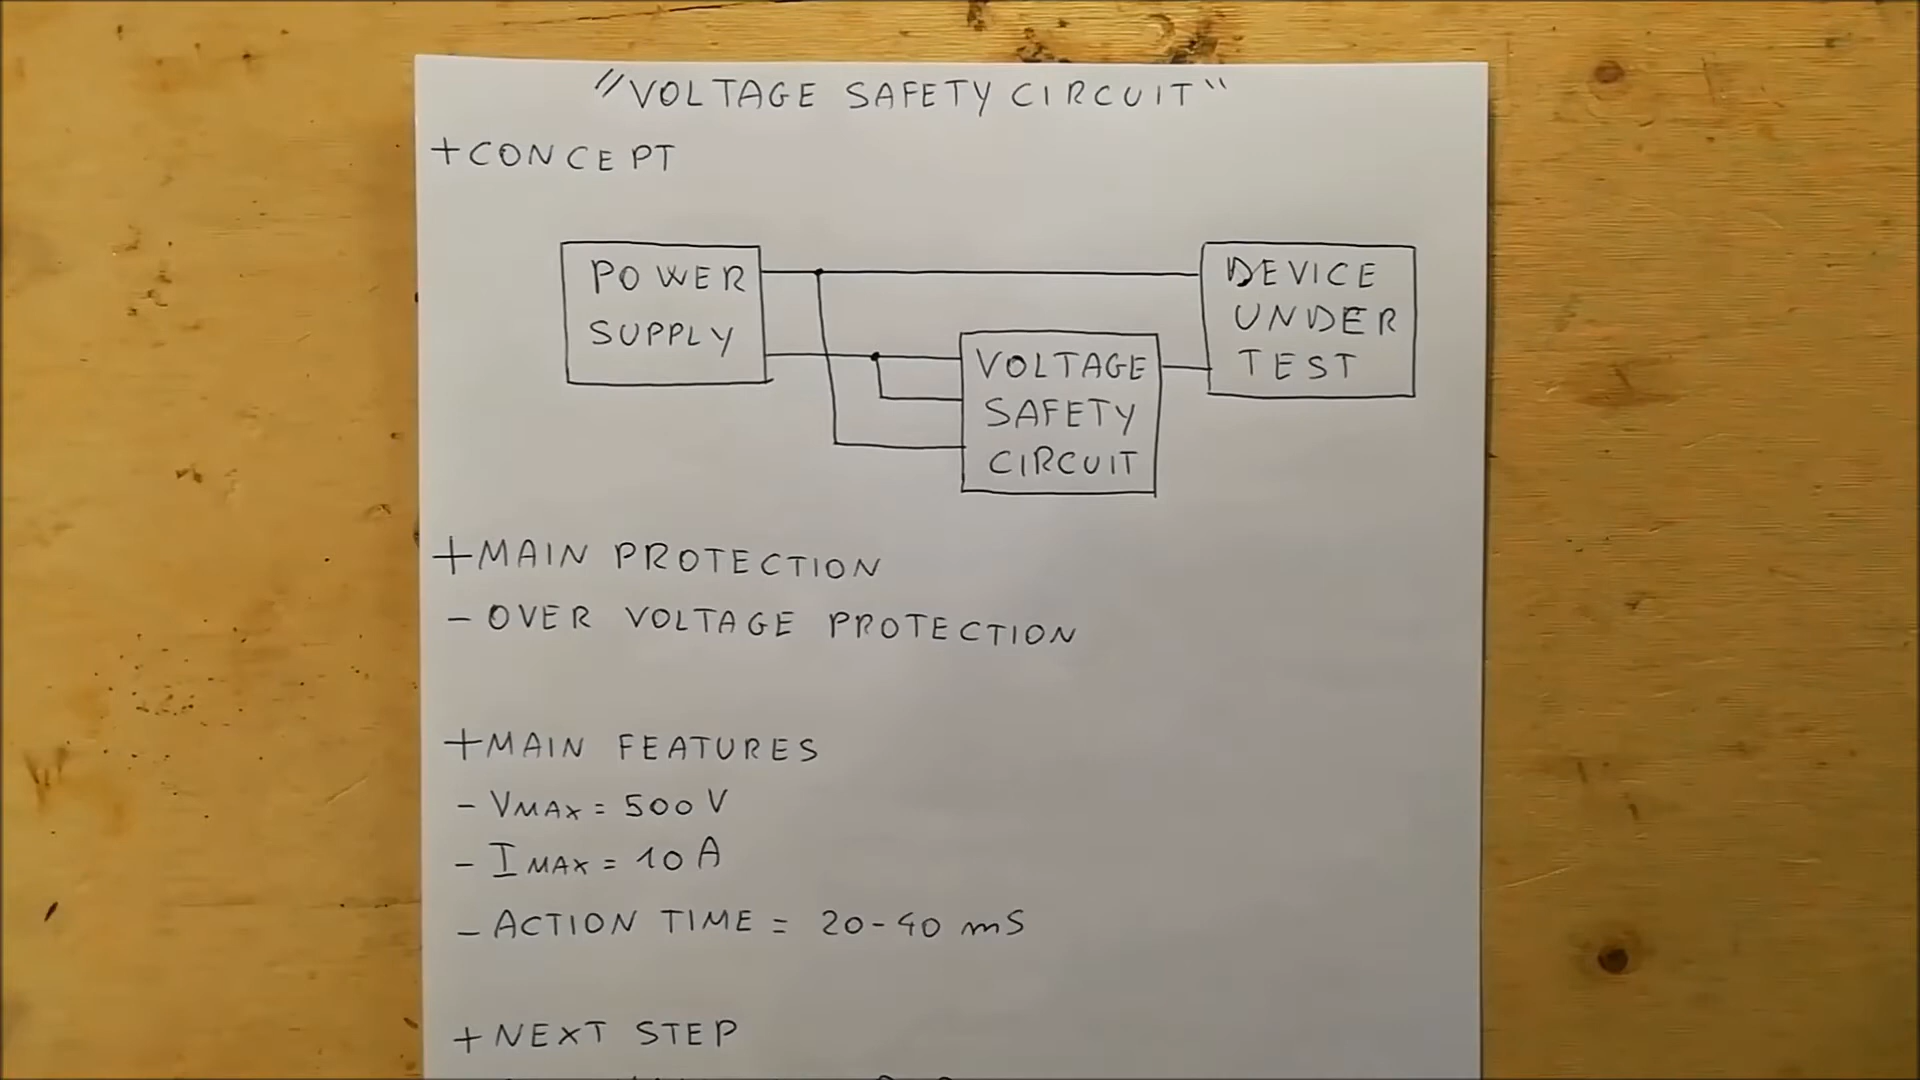 "VOLTAGE SAFETY CIRCUIT"
+CONCEPT
POWER
SUPPLY
VOLTAGE
SAFETY
CIRCUIT
DEVICE
UNDER
TEST
+MAIN PROTECTION
- OVER VOLTAGE PROTECTION
+MAIN FEATURES
- VMAX = 500 V
- IMAX = 10 A
- ACTION TIME = 20-40 mS
+ NEXT STEP